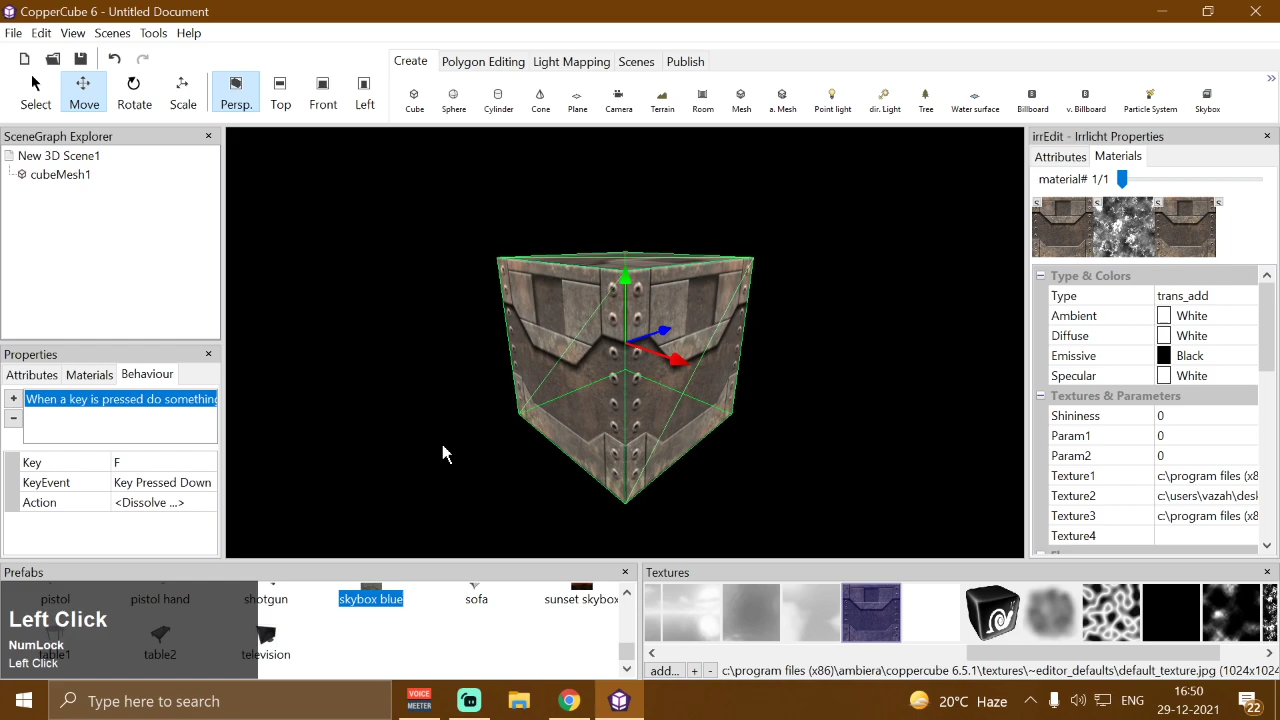 CopperCube 6 - Untitled Document
File Edit View Scenes Tools Help
Create Polygon Editing Light Mapping Scenes Publish
Select Move Rotate Scale Persp. Top Front Left
Cube Sphere Cylinder Cone Plane Camera Terrain Room Mesh a. Mesh Point light dir. Light Tree Water surface Billboard v. Billboard Particle System Skybox
SceneGraph Explorer
New 3D Scene1
cubeMesh1
irrEdit - Irrlicht Properties
Attributes Materials
material# 1/1
Type & Colors
Type trans_add
Ambient White
Diffuse White
Emissive Black
Specular White
Textures & Parameters
Shininess 0
Param1 0
Param2 0
Texture1 c:\program files (x8
Texture2 c:\users\vazah\desk
Texture3 c:\program files (x8
Texture4
Properties
Attributes Materials Behaviour
When a key is pressed do something
Key F
KeyEvent Key Pressed Down
Action <Dissolve ...>
Prefabs
pistol pistol hand shotgun skybox blue sofa sunset skybox
table1 table2 television
Left Click
NumLock
Left Click
Textures
add... + - c:\program files (x86)\ambiera\coppercube 6.5.1\textures\~editor_defaults\default_texture.jpg (1024x1024
Type here to search
VOICE
MEETER
20°C Haze
ENG
16:50
29-12-2021
22